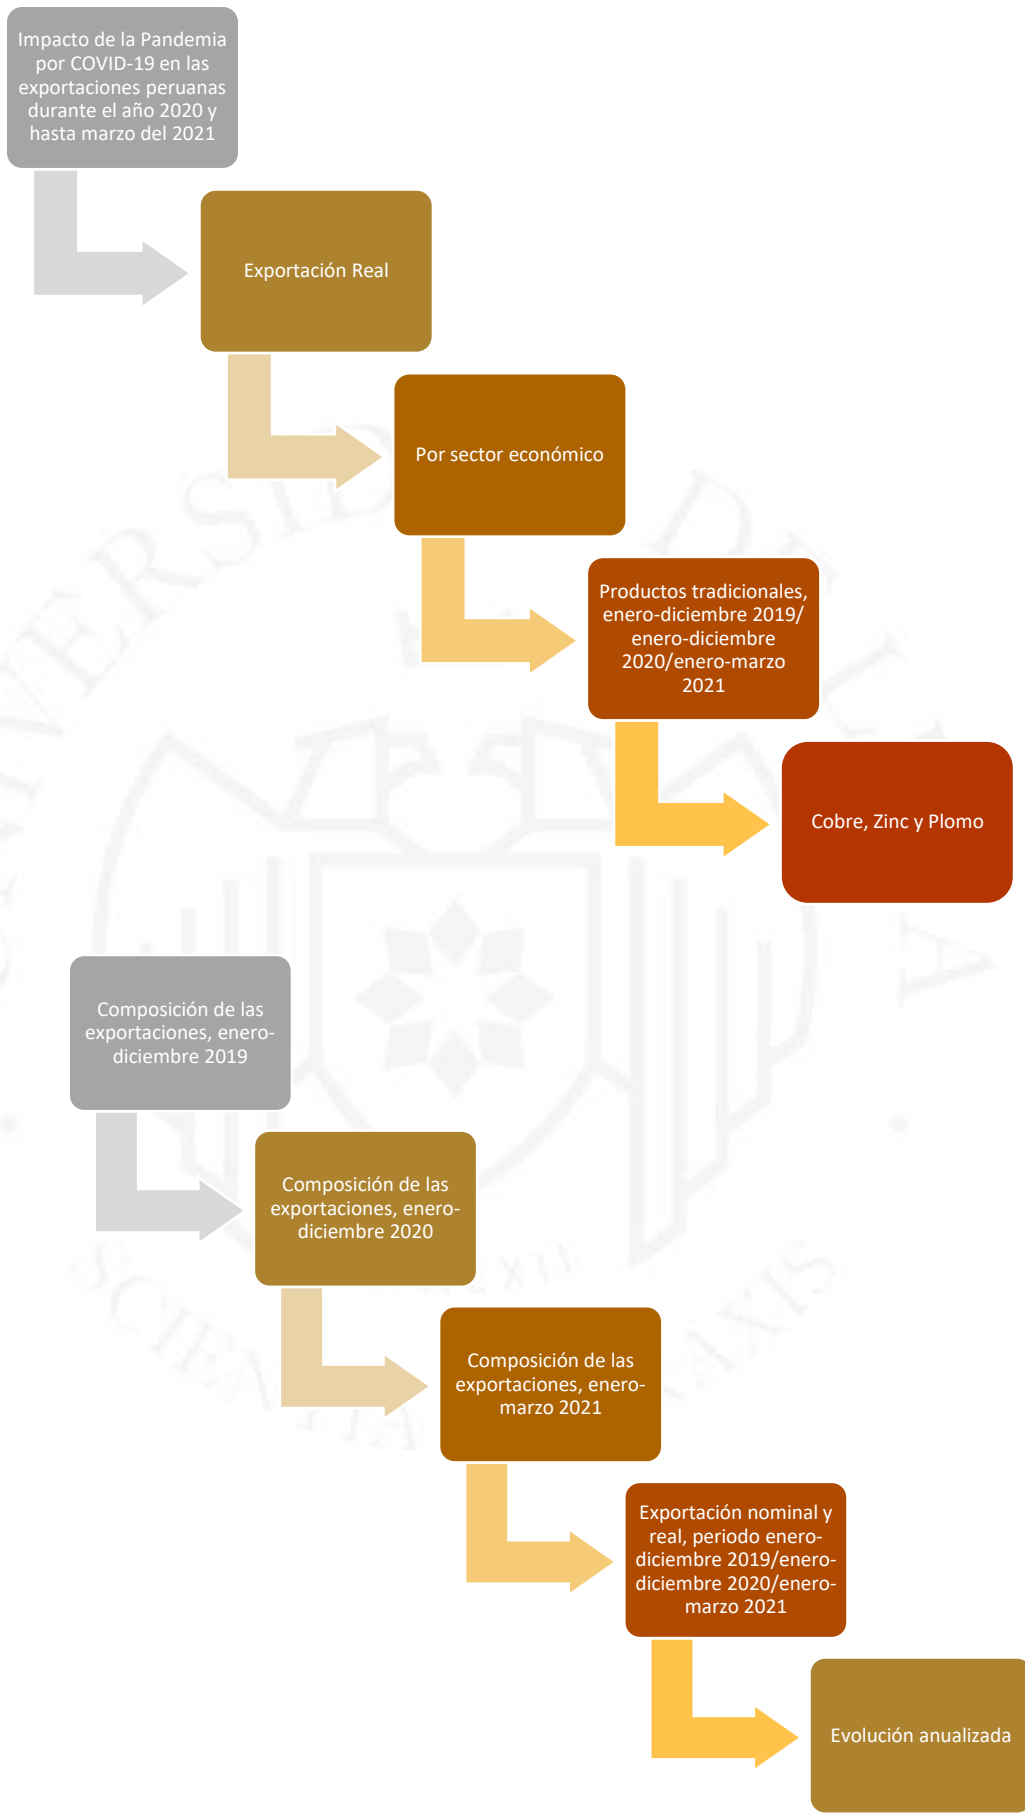 Impacto de la Pandemia
por COVID-19 en las
exportaciones peruanas
durante el año 2020 y
hasta marzo del 2021
Exportación Real
Por sector económico
Productos tradicionales,
enero-diciembre 2019/
enero-diciembre
2020/enero-marzo
2021
Cobre, Zinc y Plomo
Composición de las
exportaciones, enero-
diciembre 2019
Composición de las
exportaciones, enero-
diciembre 2020
Composición de las
exportaciones, enero-
marzo 2021
Exportación nominal y
real, periodo enero-
diciembre 2019/enero-
diciembre 2020/enero-
marzo 2021
Evolución anualizada